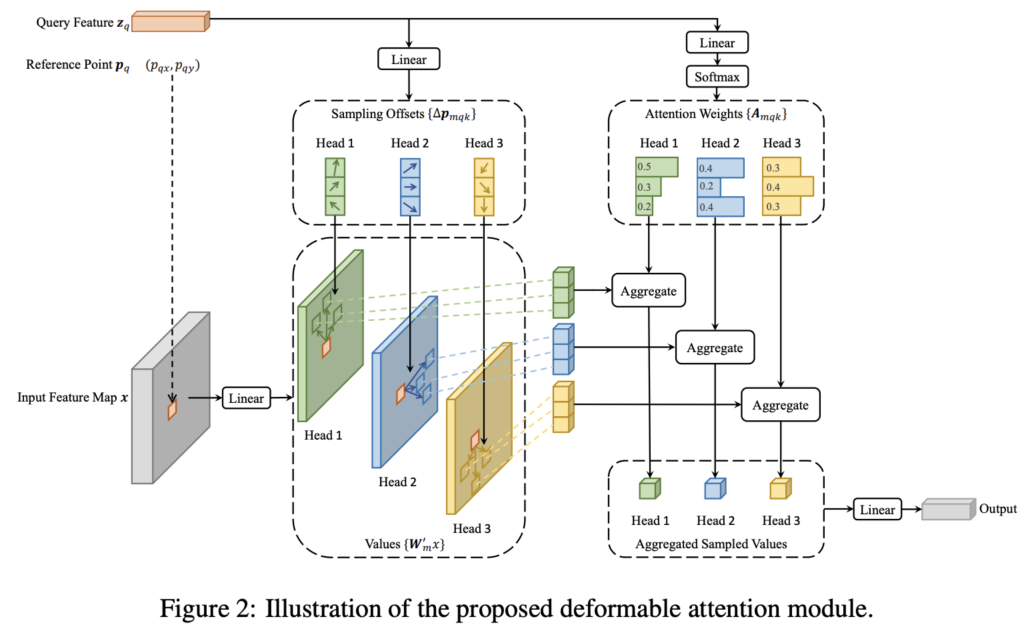 Query Feature z_q
Reference Point p_q (p_qx, p_qy)
Linear
Linear
Softmax
Sampling Offsets {Δp_mqk}
Head 1 Head 2 Head 3
Attention Weights {A_mqk}
Head 1 Head 2 Head 3
0.5 0.4 0.3
0.3 0.2 0.4
0.2 0.4 0.3
Aggregate
Aggregate
Aggregate
Input Feature Map x
Linear
Head 1
Head 2
Head 3
Values {W'_m x}
Head 1 Head 2 Head 3
Aggregated Sampled Values
Linear
Output
Figure 2: Illustration of the proposed deformable attention module.